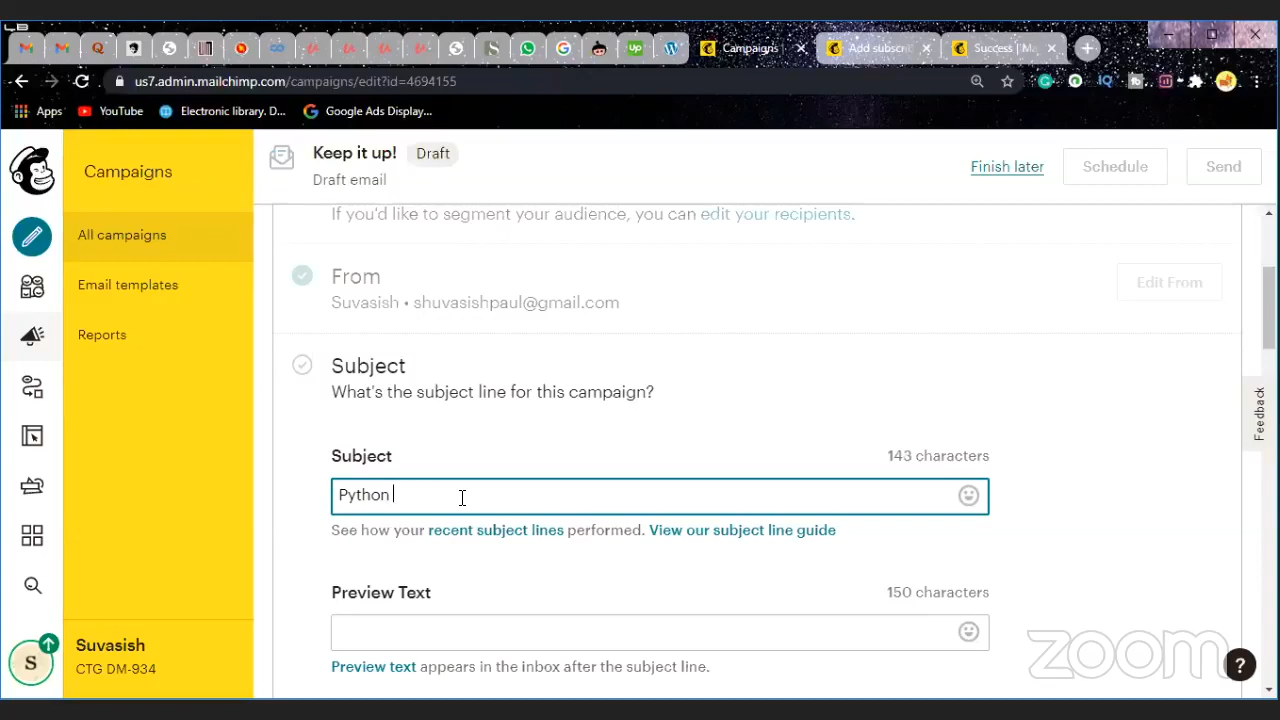 Campaigns
Add subscrib
Success | Ma
us7.admin.mailchimp.com/campaigns/edit?id=4694155
Apps
YouTube
Electronic library. D...
Google Ads Display...
Campaigns
Keep it up!
Draft
Draft email
Finish later
Schedule
Send
All campaigns
Email templates
Reports
If you'd like to segment your audience, you can edit your recipients.
From
Suvasish • shuvasishpaul@gmail.com
Edit From
Subject
What's the subject line for this campaign?
Subject
143 characters
Python
See how your recent subject lines performed. View our subject line guide
Preview Text
150 characters
Preview text appears in the inbox after the subject line.
Feedback
S
Suvasish
CTG DM-934
zoom
?